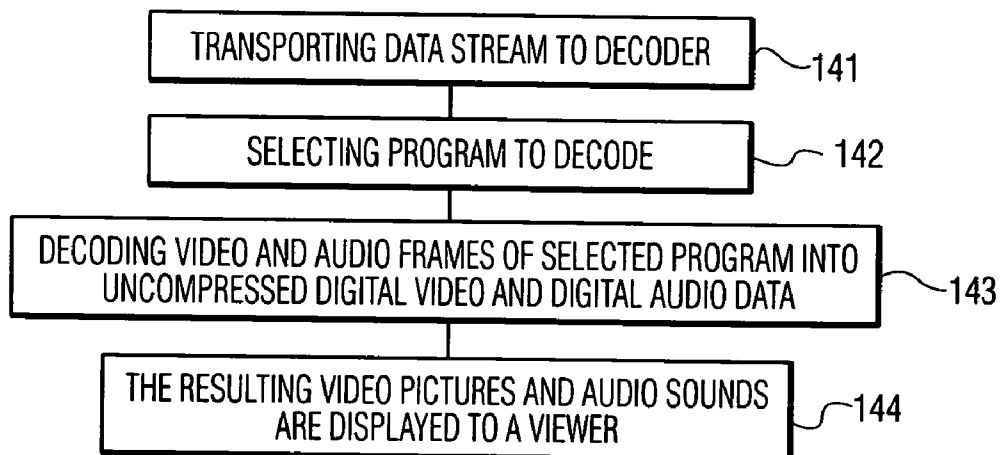 TRANSPORTING DATA STREAM TO DECODER
141
SELECTING PROGRAM TO DECODE
142
DECODING VIDEO AND AUDIO FRAMES OF SELECTED PROGRAM INTO
UNCOMPRESSED DIGITAL VIDEO AND DIGITAL AUDIO DATA
143
THE RESULTING VIDEO PICTURES AND AUDIO SOUNDS
ARE DISPLAYED TO A VIEWER
144